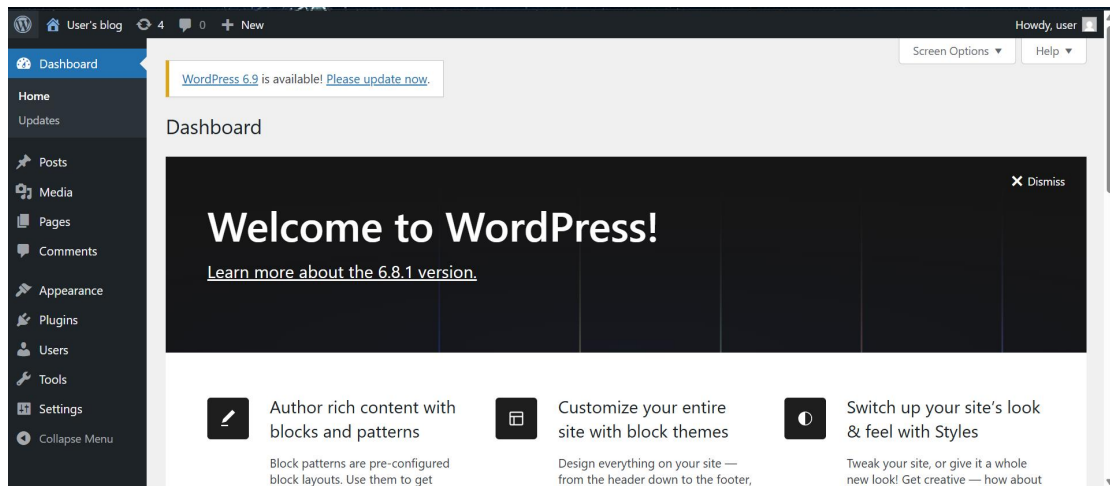 User's blog 4 0 New Howdy, user
Screen Options Help
Dashboard
Home
Updates
Posts
Media
Pages
Comments
Appearance
Plugins
Users
Tools
Settings
Collapse Menu
WordPress 6.9 is available! Please update now.
Dashboard
Dismiss
Welcome to WordPress!
Learn more about the 6.8.1 version.
Author rich content with
blocks and patterns
Block patterns are pre-configured
block layouts. Use them to get
Customize your entire
site with block themes
Design everything on your site —
from the header down to the footer,
Switch up your site's look
& feel with Styles
Tweak your site, or give it a whole
new look! Get creative — how about